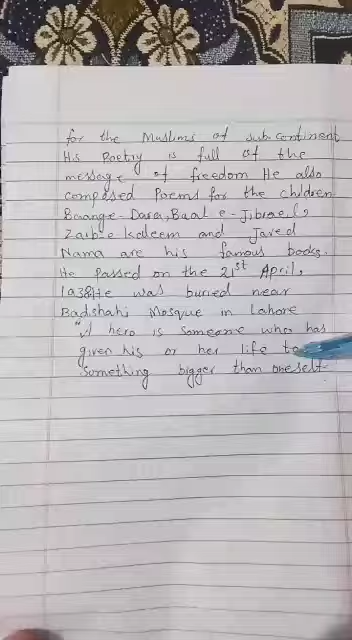 for the Muslims of sub-continent
His Poetry is full of the
message of freedom He also
composed Poems for the children
Baange-Dara, Baal e-Jibraeel,
Zarb-e-Kaleem and Javed
Nama are his famous books.
He passed on the 21st April,
1938. He was buried near
Badshahi Mosque in Lahore
"A hero is someone who has
given his or her life to
something bigger than oneself